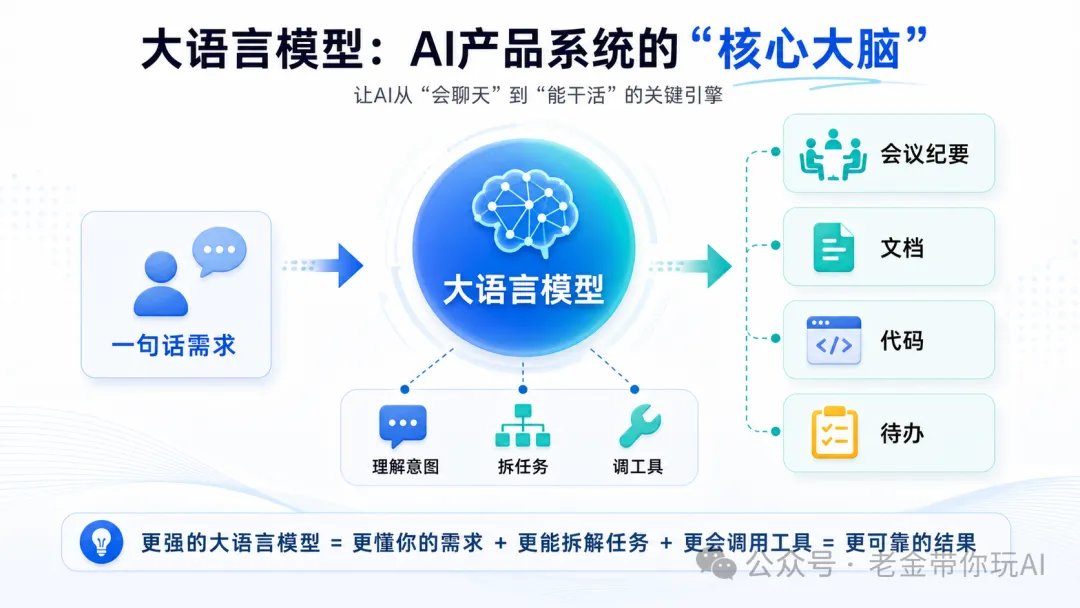 大语言模型：AI产品系统的“核心大脑”
让AI从“会聊天”到“能干活”的关键引擎
一句话需求
大语言模型
理解意图
拆任务
调工具
会议纪要
文档
</>
代码
待办
更强的大语言模型 = 更懂你的需求 + 更能拆解任务 + 更会调用工具 = 更可靠的结果
公众号 · 老金带你玩AI